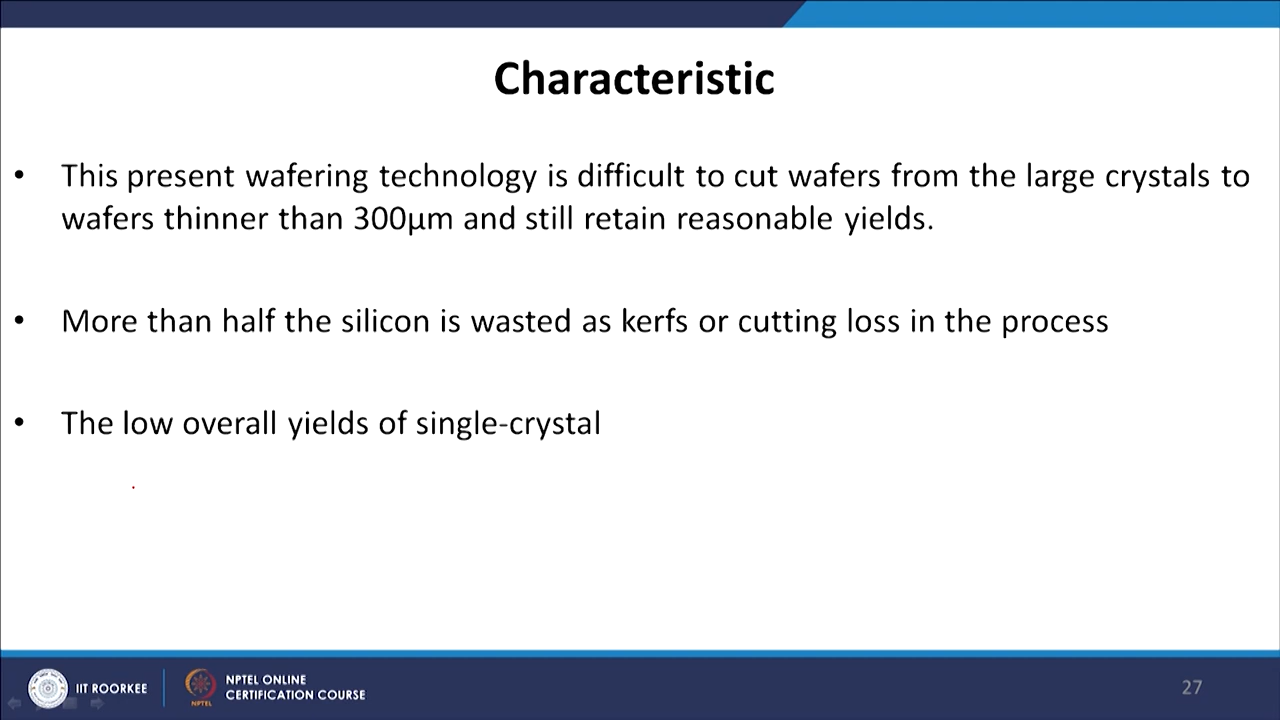 Characteristic
• This present wafering technology is difficult to cut wafers from the large crystals to
wafers thinner than 300µm and still retain reasonable yields.
• More than half the silicon is wasted as kerfs or cutting loss in the process
• The low overall yields of single-crystal
IIT ROORKEE
NPTEL
NPTEL ONLINE
CERTIFICATION COURSE
27